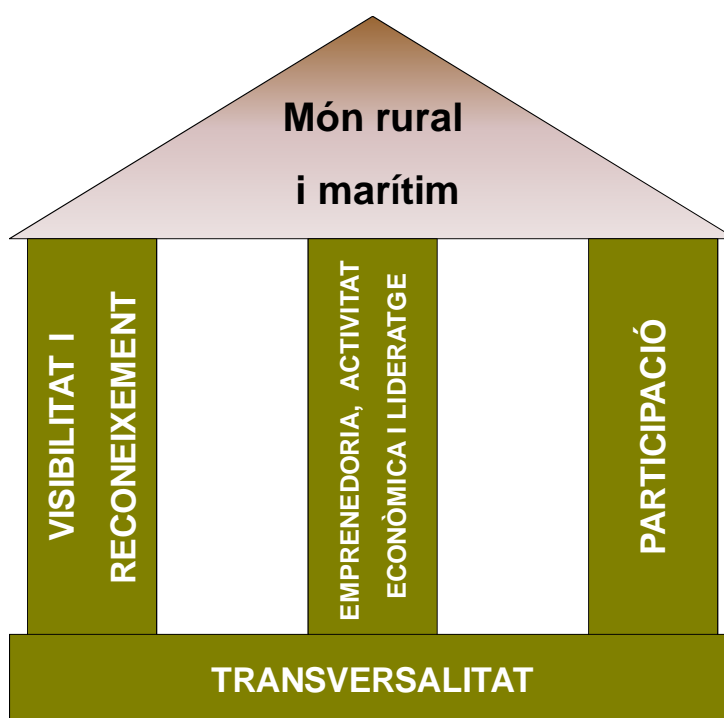 Món rural
i marítim
VISIBILITAT I
RECONEIXEMENT
EMPRENEDORIA, ACTIVITAT
ECONÒMICA I LIDERATGE
PARTICIPACIÓ
TRANSVERSALITAT